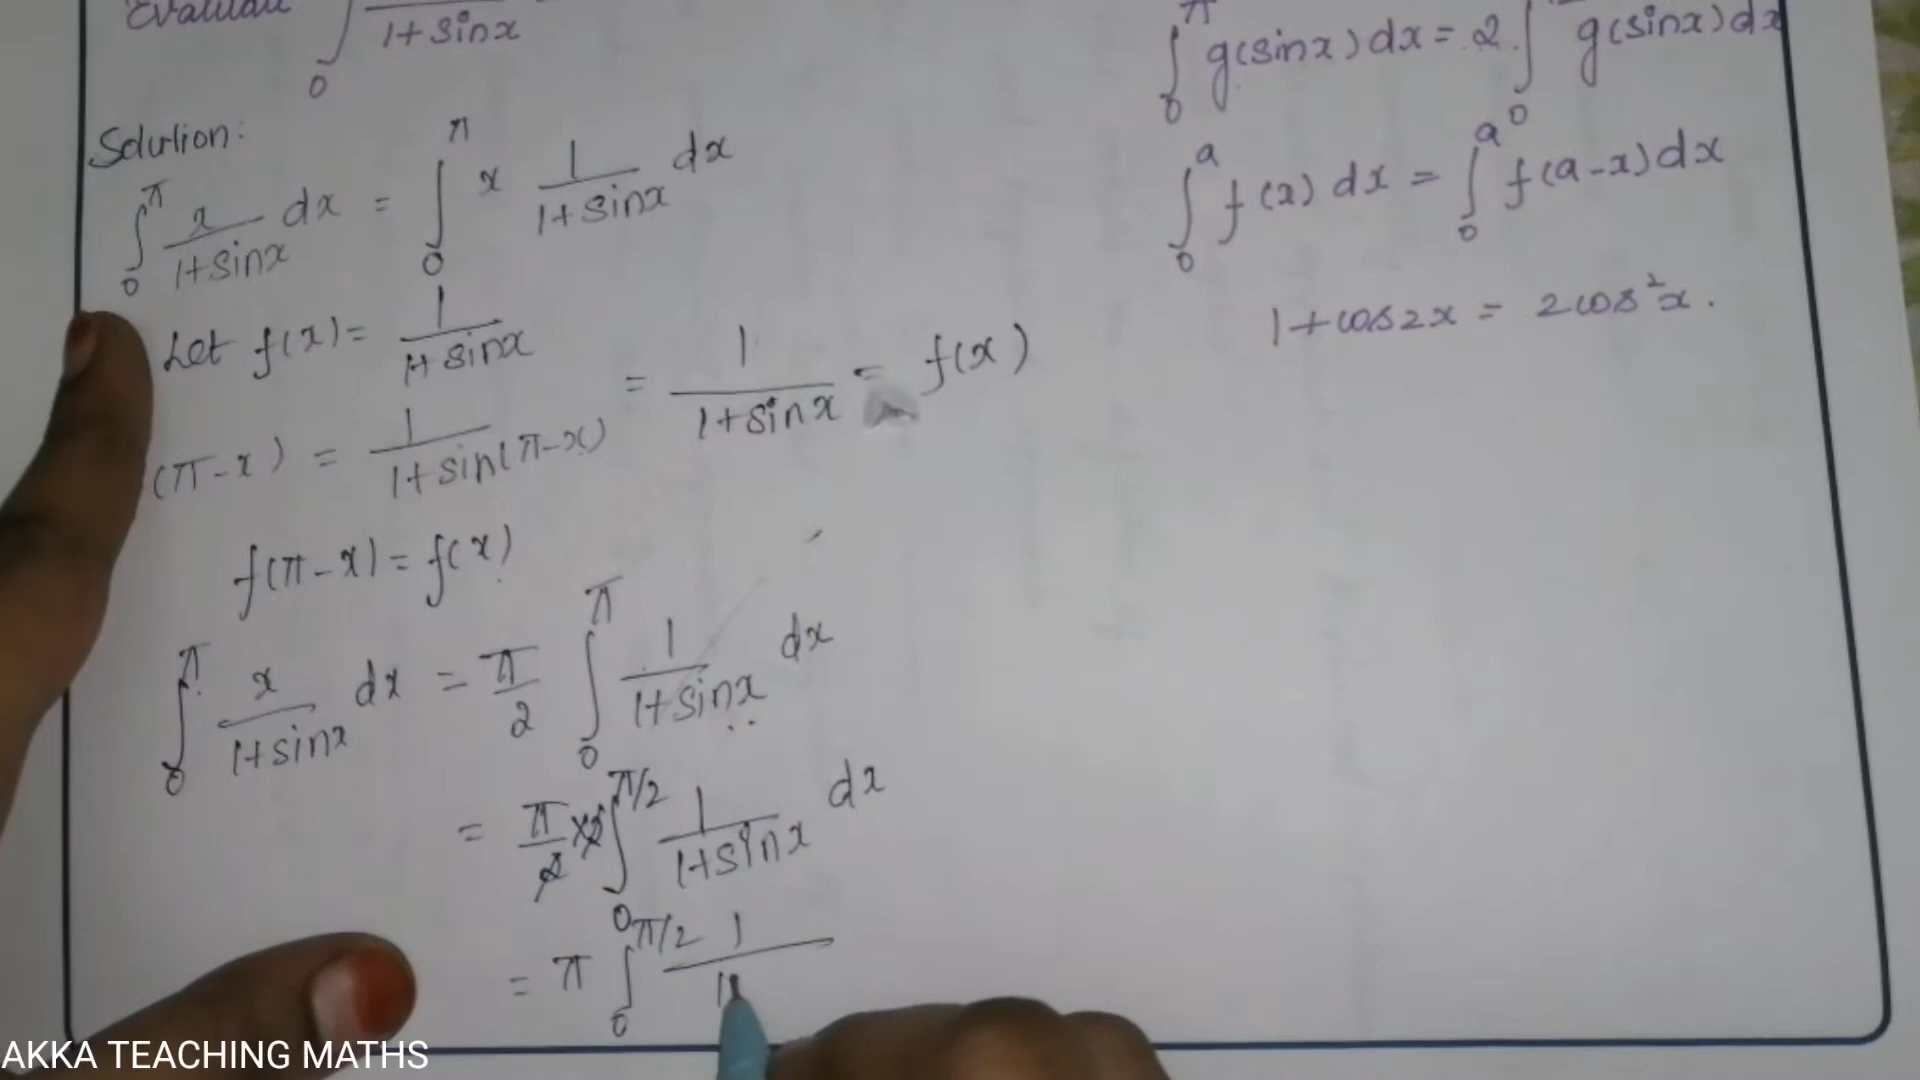 Evaluate ∫ 0 1+sinx
Solution:
∫ 0 π x/1+sinx dx = ∫ 0 π x 1/1+sinx dx
Let f(x) = 1/1+sinx
(π-x) = 1/1+sin(π-x) = 1/1+sinx = f(x)
f(π-x) = f(x)
∫ 0 π x/1+sinx dx = π/2 ∫ 0 π 1/1+sinx dx
= π/2 × 2 ∫ 0 π/2 1/1+sinx dx
= π ∫ 0 π/2 1/1
∫ 0 π g(sinx) dx = 2. ∫ 0 g(sinx) dx
∫ 0 a f(x) dx = ∫ 0 a f(a-x) dx
1+cos2x = 2cos²x.
AKKA TEACHING MATHS